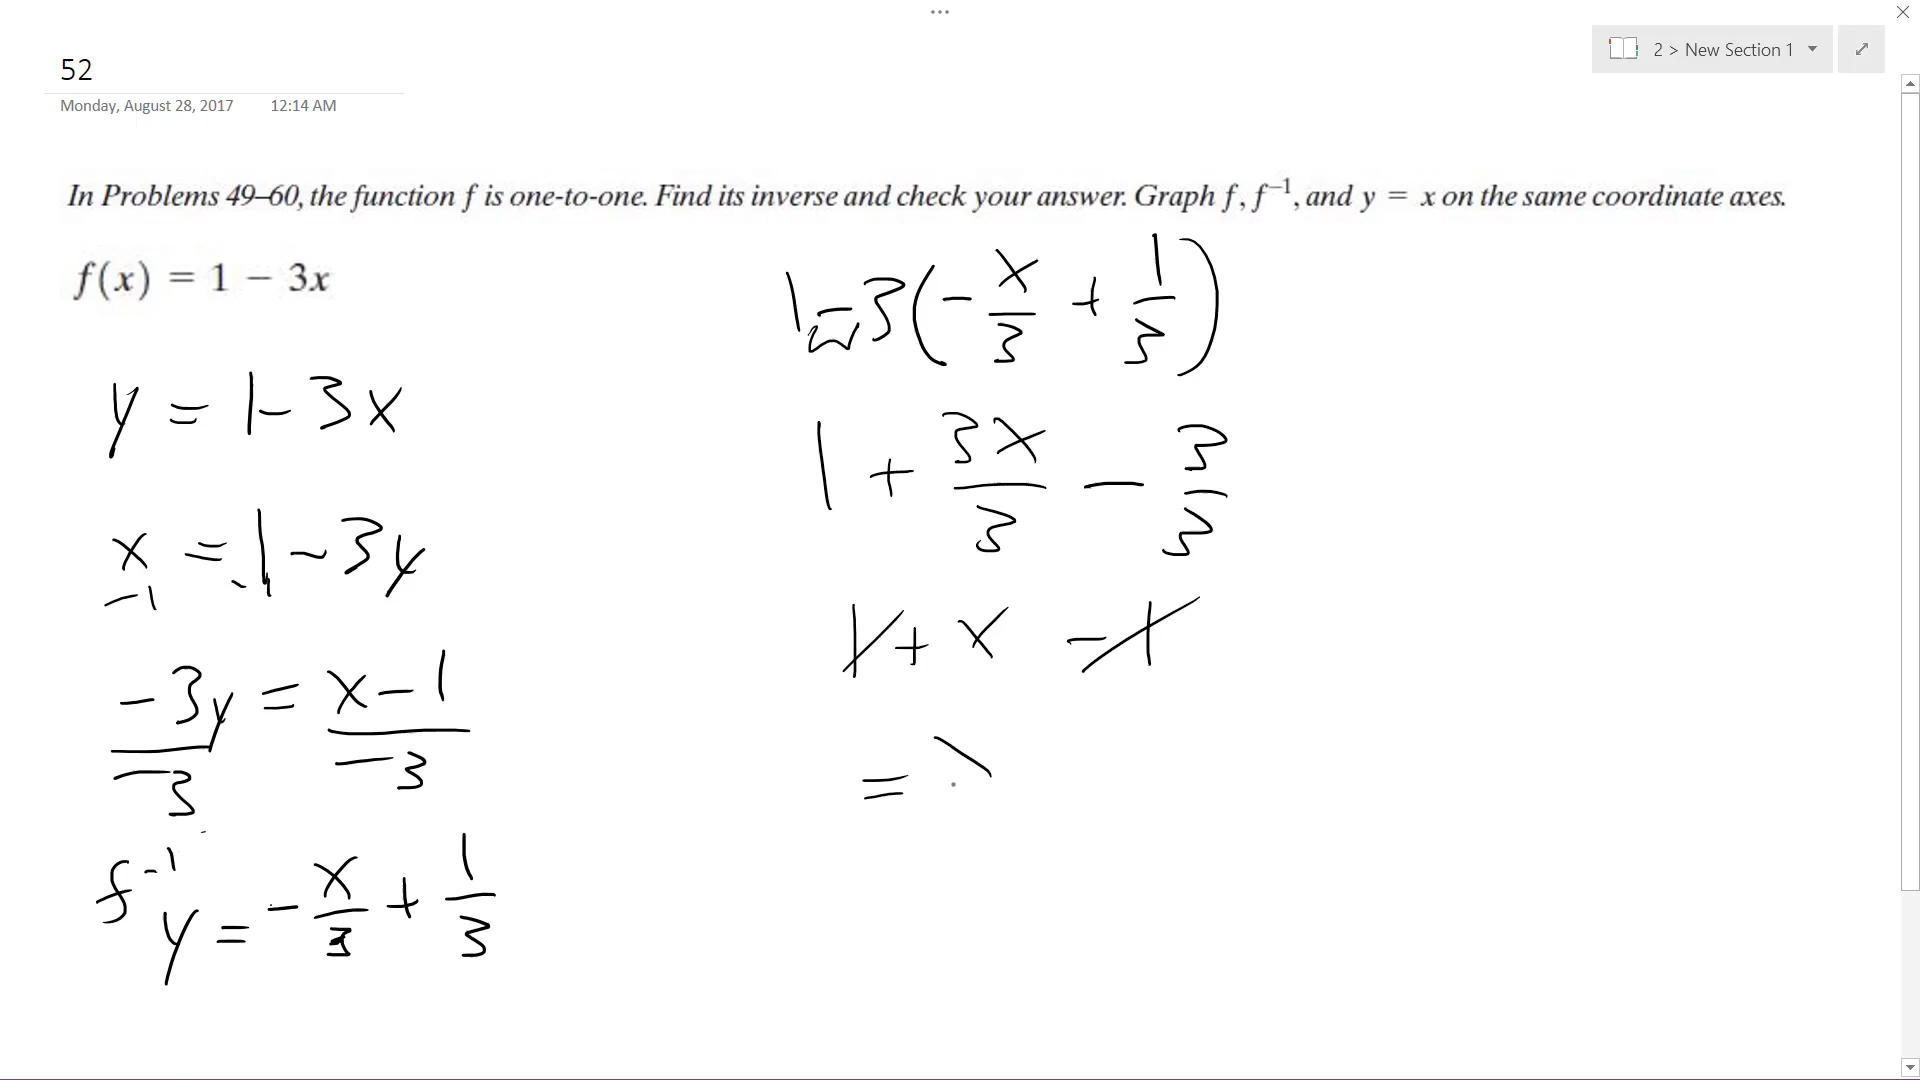 52
Monday, August 28, 2017 12:14 AM
2 > New Section 1
In Problems 49–60, the function f is one-to-one. Find its inverse and check your answer. Graph f, f⁻¹, and y = x on the same coordinate axes.
f(x) = 1 − 3x
y = 1 - 3x
x = 1 - 3y
-1 -1
-3y = x - 1
-3 -3
f⁻¹
y = - x/3 + 1/3
1 - 3(- x/3 + 1/3)
1 + 3x/3 - 3/3
1 + x - 1
=